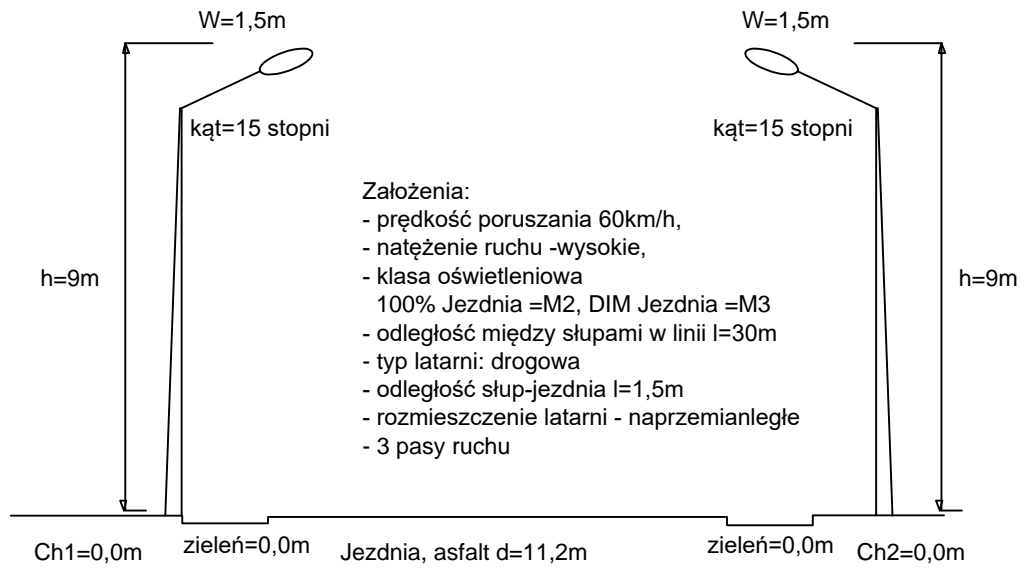 W=1,5m
W=1,5m
kąt=15 stopni
kąt=15 stopni
Założenia:
- prędkość poruszania 60km/h,
- natężenie ruchu -wysokie,
- klasa oświetleniowa
100% Jezdnia =M2, DIM Jezdnia =M3
- odległość między słupami w linii l=30m
- typ latarni: drogowa
- odległość słup-jezdnia l=1,5m
- rozmieszczenie latarni - naprzemianległe
- 3 pasy ruchu
h=9m
h=9m
Ch1=0,0m
zieleń=0,0m
Jezdnia, asfalt d=11,2m
zieleń=0,0m
Ch2=0,0m